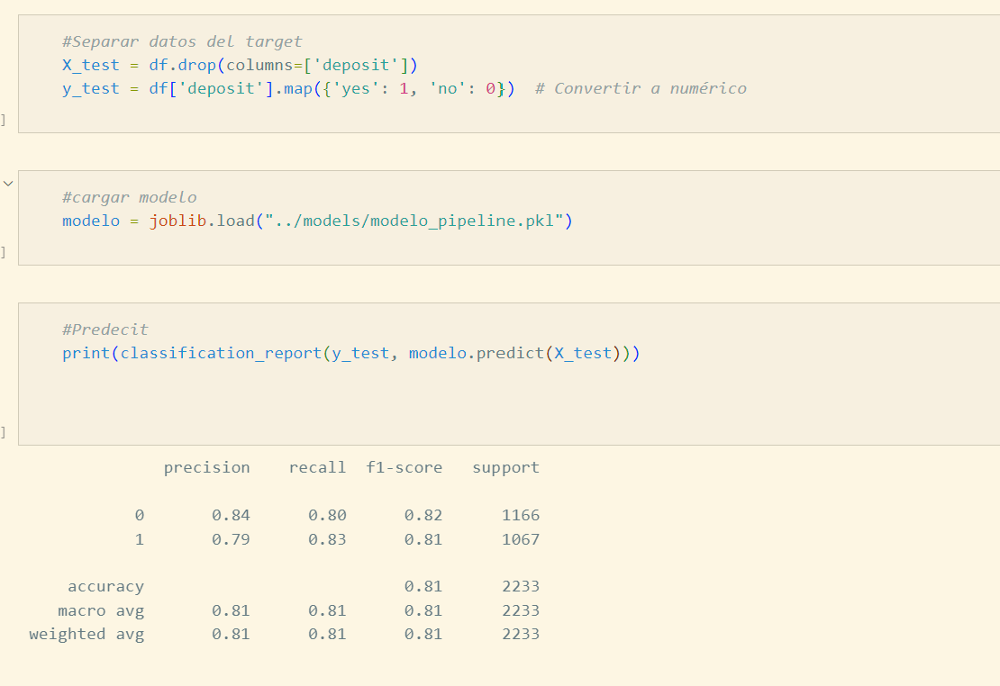 #Separar datos del target
X_test = df.drop(columns=['deposit'])
y_test = df['deposit'].map({'yes': 1, 'no': 0})  # Convertir a numérico
]
#cargar modelo
modelo = joblib.load("../models/modelo_pipeline.pkl")
]
#Predecit
print(classification_report(y_test, modelo.predict(X_test)))
]
precision    recall  f1-score   support
0       0.84      0.80      0.82      1166
1       0.79      0.83      0.81      1067
accuracy                           0.81      2233
macro avg       0.81      0.81      0.81      2233
weighted avg       0.81      0.81      0.81      2233